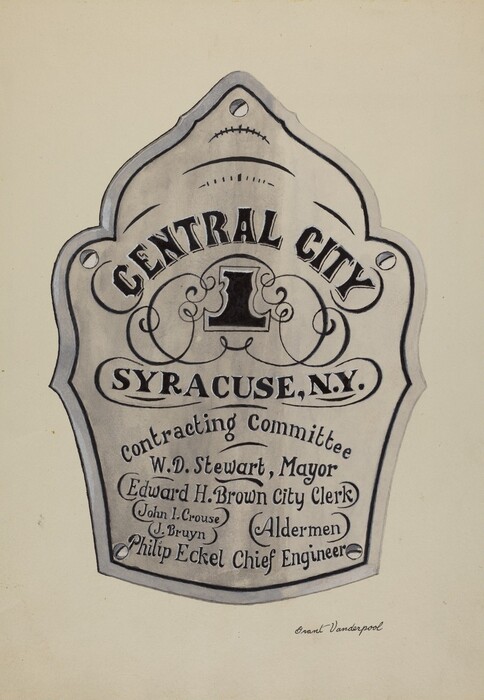 CENTRAL CITY
1
SYRACUSE, N.Y.
Contracting Committee
W.D. Stewart, Mayor
Edward H. Brown City Clerk
John I. Crouse
J. Bruyn
Aldermen
Philip Eckel Chief Engineer
Grant Vanderpool